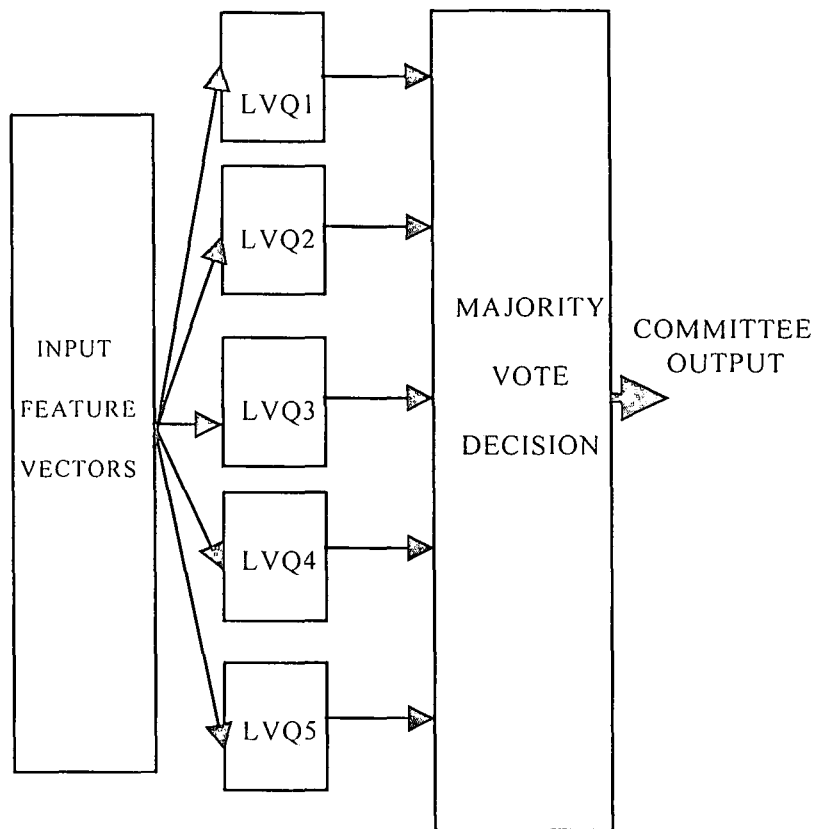 INPUT
FEATURE
VECTORS
LVQ1
LVQ2
LVQ3
LVQ4
LVQ5
MAJORITY
VOTE
DECISION
COMMITTEE
OUTPUT